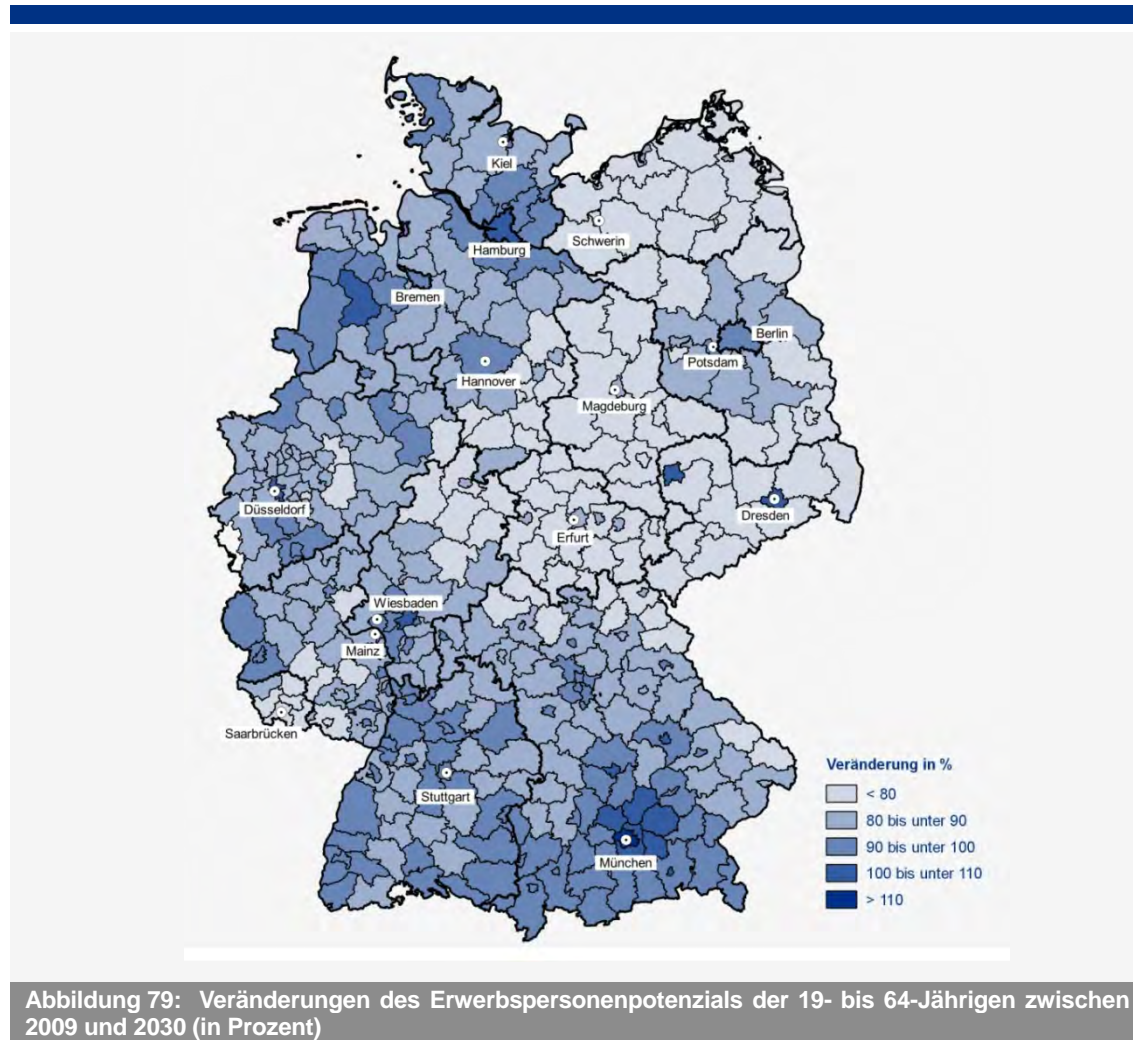 Kiel
Schwerin
Hamburg
Bremen
Berlin
Potsdam
Hannover
Magdeburg
Düsseldorf
Dresden
Erfurt
Wiesbaden
Mainz
Saarbrücken
Stuttgart
München
Veränderung in %
< 80
80 bis unter 90
90 bis unter 100
100 bis unter 110
> 110
Abbildung 79: Veränderungen des Erwerbspersonenpotenzials der 19- bis 64-Jährigen zwischen
2009 und 2030 (in Prozent)